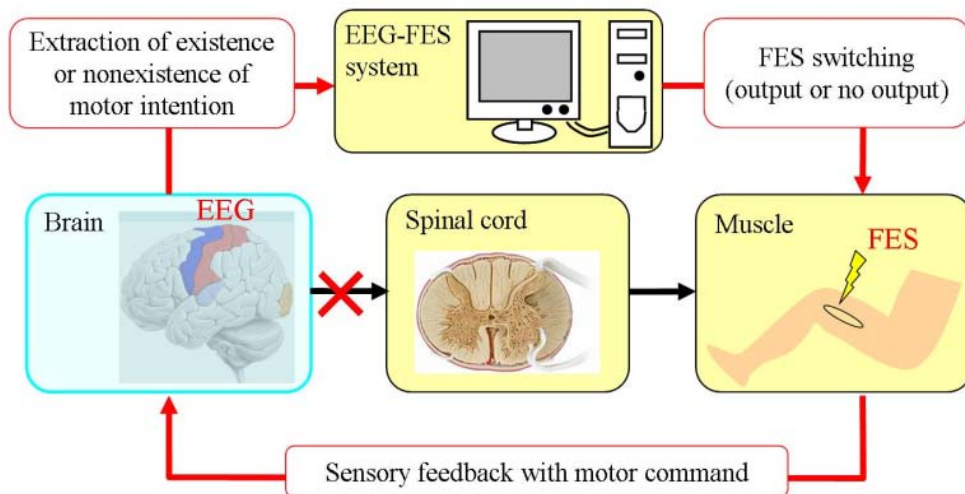 Extraction of existence
or nonexistence of
motor intention
EEG-FES
system
FES switching
(output or no output)
Brain
EEG
Spinal cord
Muscle
FES
Sensory feedback with motor command